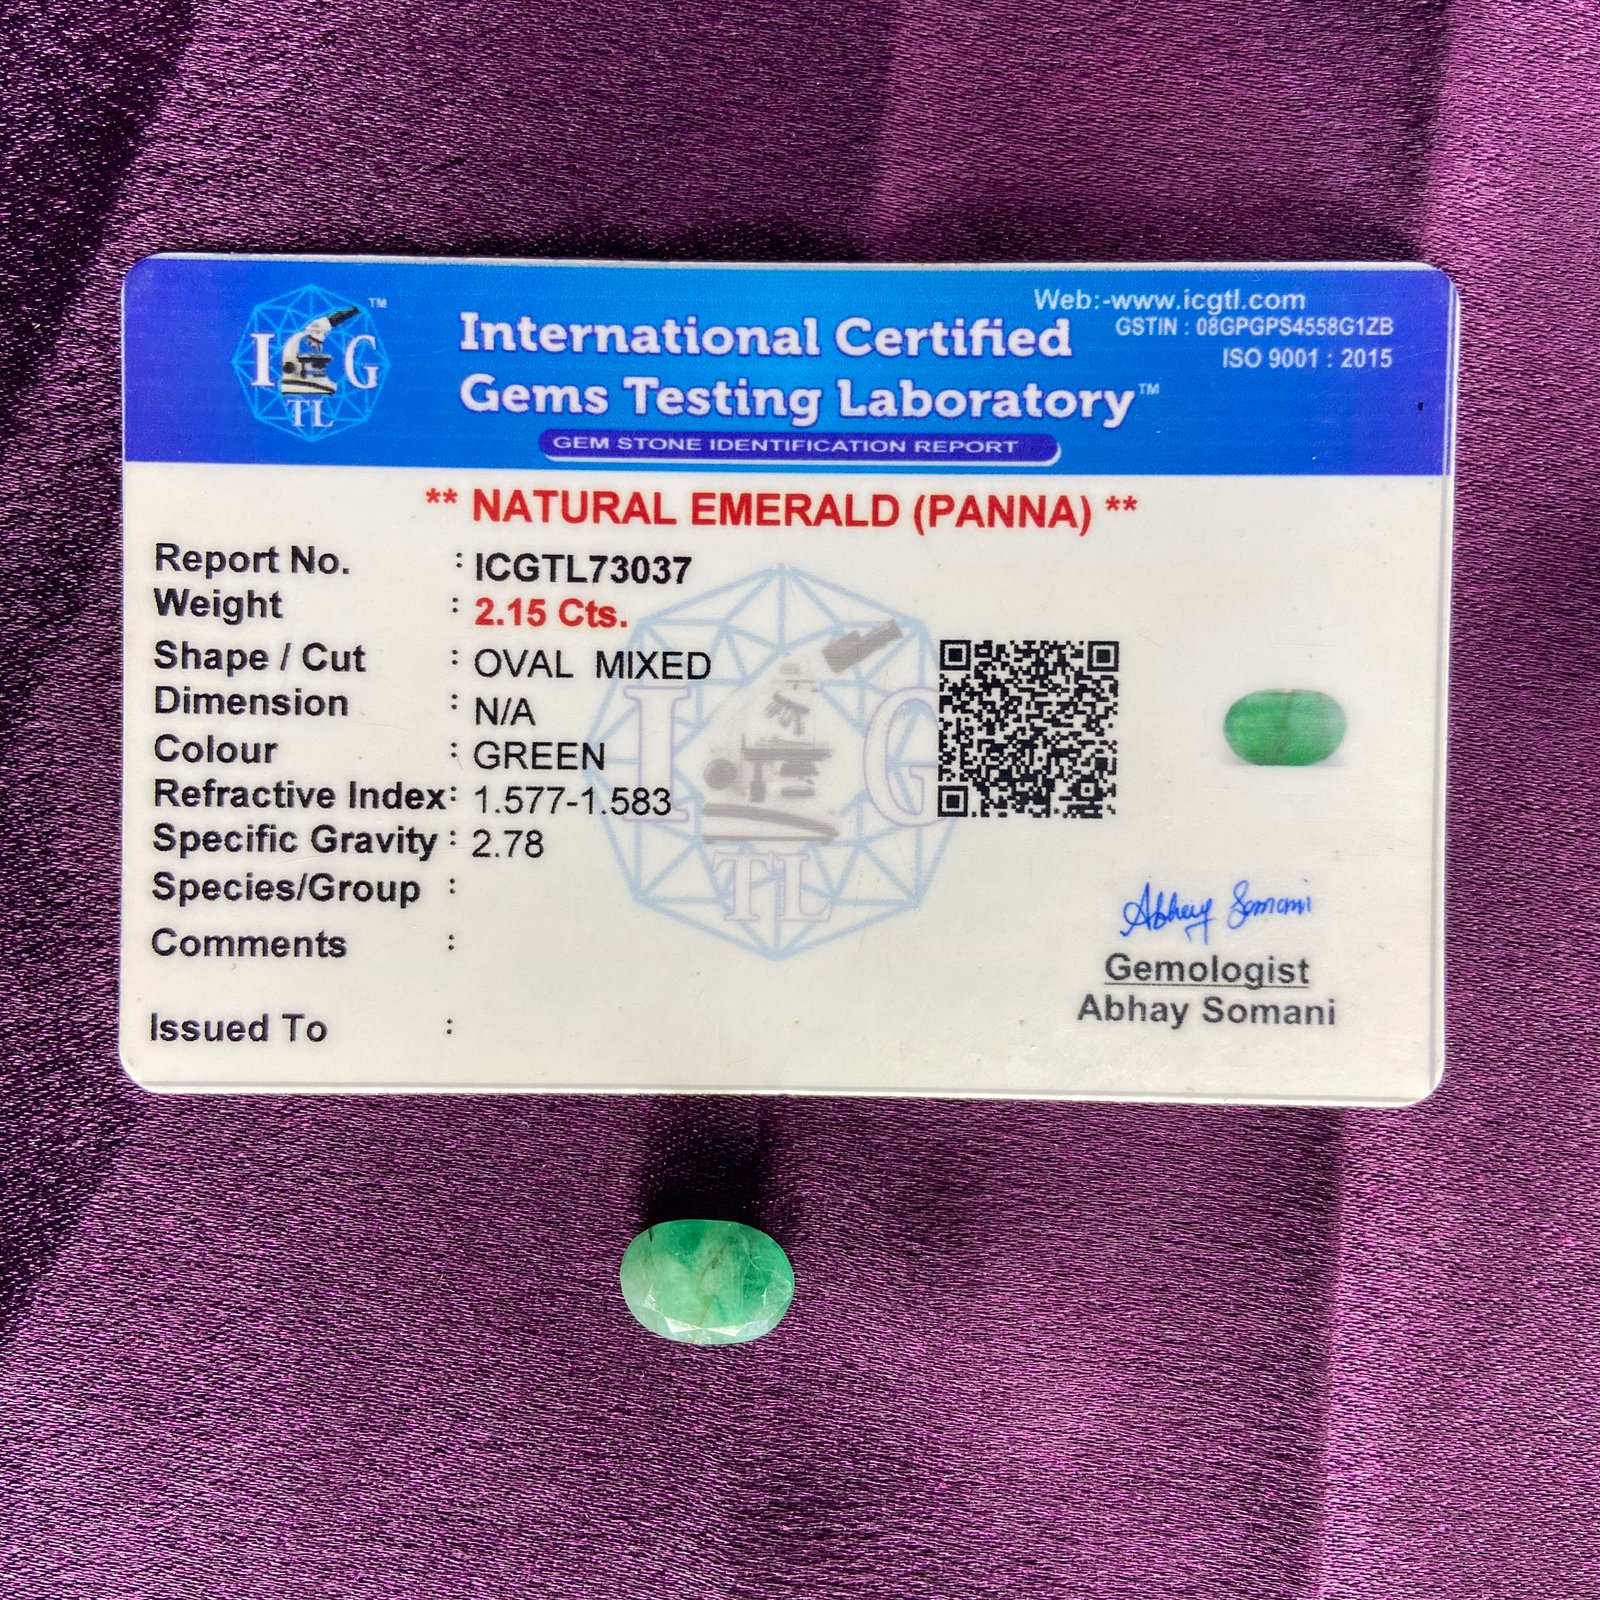 I G TL ™
International Certified
Gems Testing Laboratory™
GEM STONE IDENTIFICATION REPORT
Web:-www.icgtl.com
GSTIN : 08GPGPS4558G1ZB
ISO 9001 : 2015
** NATURAL EMERALD (PANNA) **
Report No. : ICGTL73037
Weight : 2.15 Cts.
Shape / Cut : OVAL MIXED
Dimension : N/A
Colour : GREEN
Refractive Index : 1.577-1.583
Specific Gravity : 2.78
Species/Group :
Comments :
Issued To :
I G
TL
Abhay Somani
Gemologist
Abhay Somani